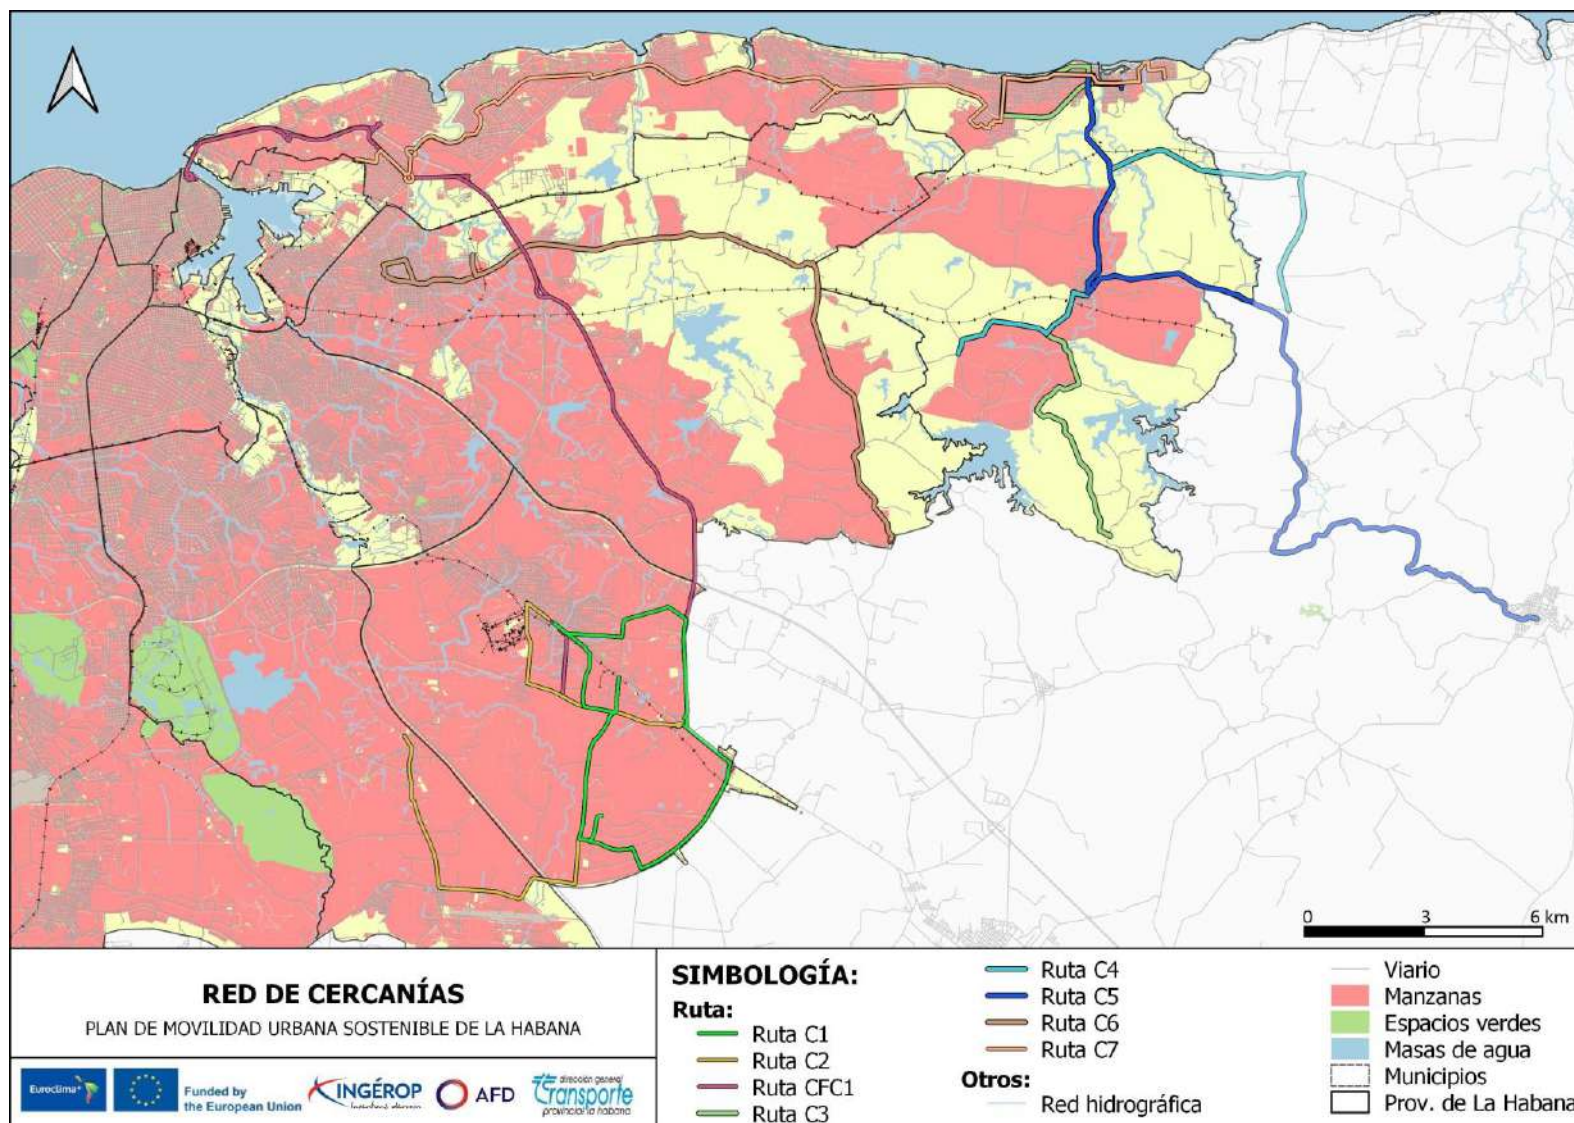 0 3 6 km
RED DE CERCANÍAS
PLAN DE MOVILIDAD URBANA SOSTENIBLE DE LA HABANA
Euroclima+
Funded by
the European Union
INGÉROP
AFD
dirección general
Transporte
provincial la habana
SIMBOLOGÍA:
Ruta:
Ruta C1
Ruta C2
Ruta CFC1
Ruta C3
Ruta C4
Ruta C5
Ruta C6
Ruta C7
Otros:
Red hidrográfica
Viario
Manzanas
Espacios verdes
Masas de agua
Municipios
Prov. de La Habana